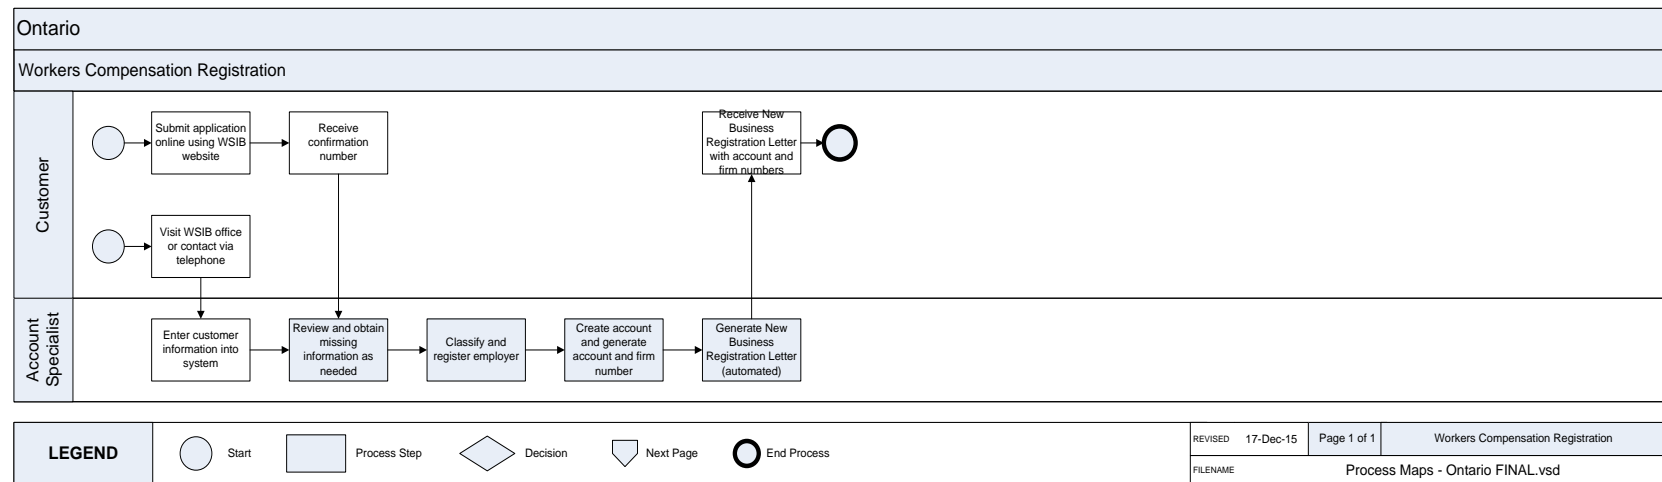 Ontario
Workers Compensation Registration
Customer
Submit application
online using WSIB
website
Receive
confirmation
number
Receive New
Business
Registration Letter
with account and
firm numbers
Visit WSIB office
or contact via
telephone
Account
Specialist
Enter customer
information into
system
Review and obtain
missing
information as
needed
Classify and
register employer
Create account
and generate
account and firm
number
Generate New
Business
Registration Letter
(automated)
LEGEND
Start
Process Step
Decision
Next Page
End Process
REVISED 17-Dec-15
Page 1 of 1
Workers Compensation Registration
FILENAME
Process Maps - Ontario FINAL.vsd